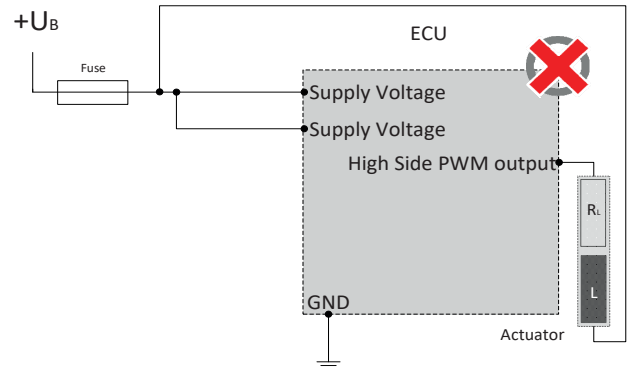 +UB
ECU
Fuse
Supply Voltage
Supply Voltage
High Side PWM output
RL
L
GND
Actuator